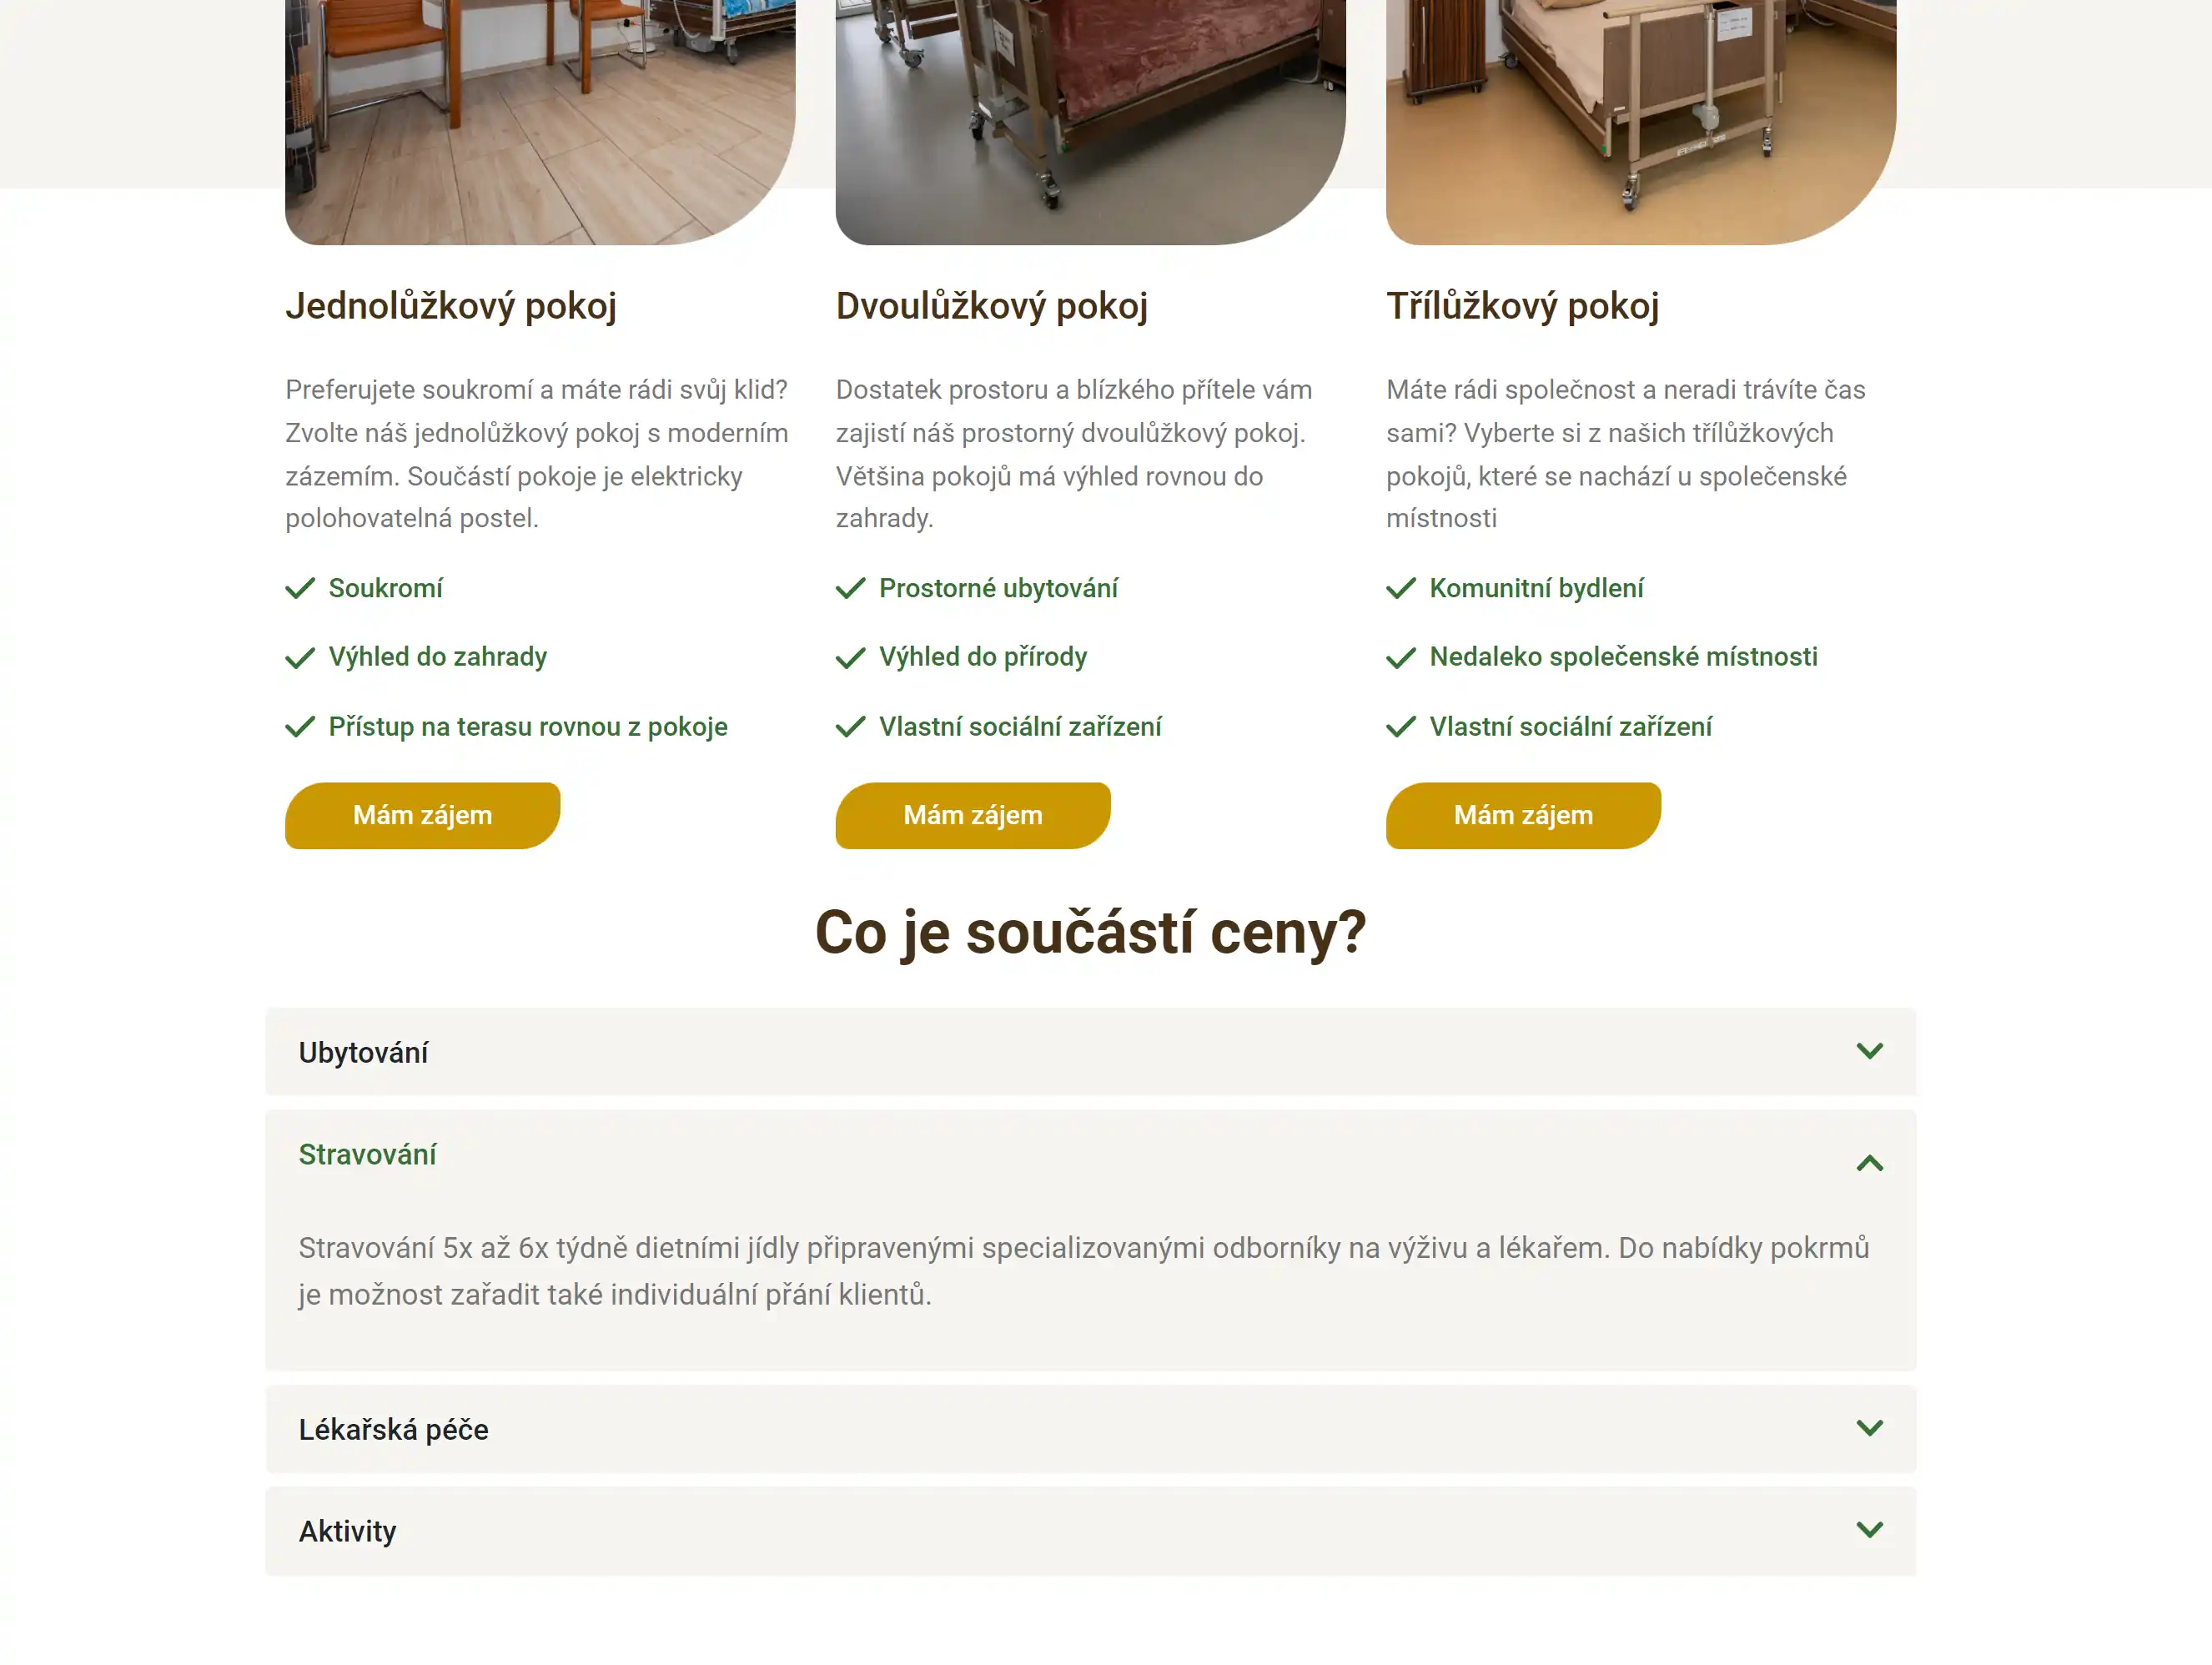 Jednolůžkový pokoj
Preferujete soukromí a máte rádi svůj klid?
Zvolte náš jednolůžkový pokoj s moderním
zázemím. Součástí pokoje je elektricky
polohovatelná postel.
Soukromí
Výhled do zahrady
Přístup na terasu rovnou z pokoje
Mám zájem
Dvoulůžkový pokoj
Dostatek prostoru a blízkého přítele vám
zajistí náš prostorný dvoulůžkový pokoj.
Většina pokojů má výhled rovnou do
zahrady.
Prostorné ubytování
Výhled do přírody
Vlastní sociální zařízení
Mám zájem
Třílůžkový pokoj
Máte rádi společnost a neradi trávíte čas
sami? Vyberte si z našich třílůžkových
pokojů, které se nachází u společenské
místnosti
Komunitní bydlení
Nedaleko společenské místnosti
Vlastní sociální zařízení
Mám zájem
Co je součástí ceny?
Ubytování
Stravování
Stravování 5x až 6x týdně dietními jídly připravenými specializovanými odborníky na výživu a lékařem. Do nabídky pokrmů
je možnost zařadit také individuální přání klientů.
Lékařská péče
Aktivity